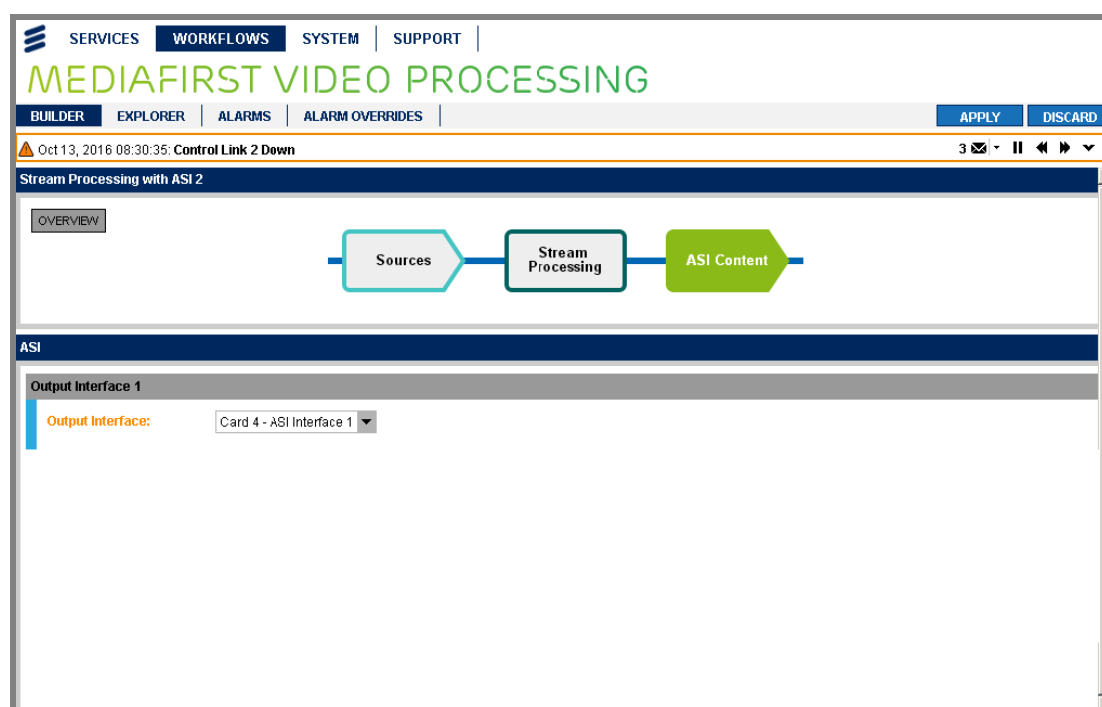 SERVICES WORKFLOWS SYSTEM SUPPORT
MEDIAFIRST VIDEO PROCESSING
BUILDER EXPLORER ALARMS ALARM OVERRIDES APPLY DISCARD
Oct 13, 2016 08:30:35: Control Link 2 Down 3
Stream Processing with ASI 2
OVERVIEW
Sources
Stream
Processing
ASI Content
ASI
Output Interface 1
Output Interface: Card 4 - ASI Interface 1